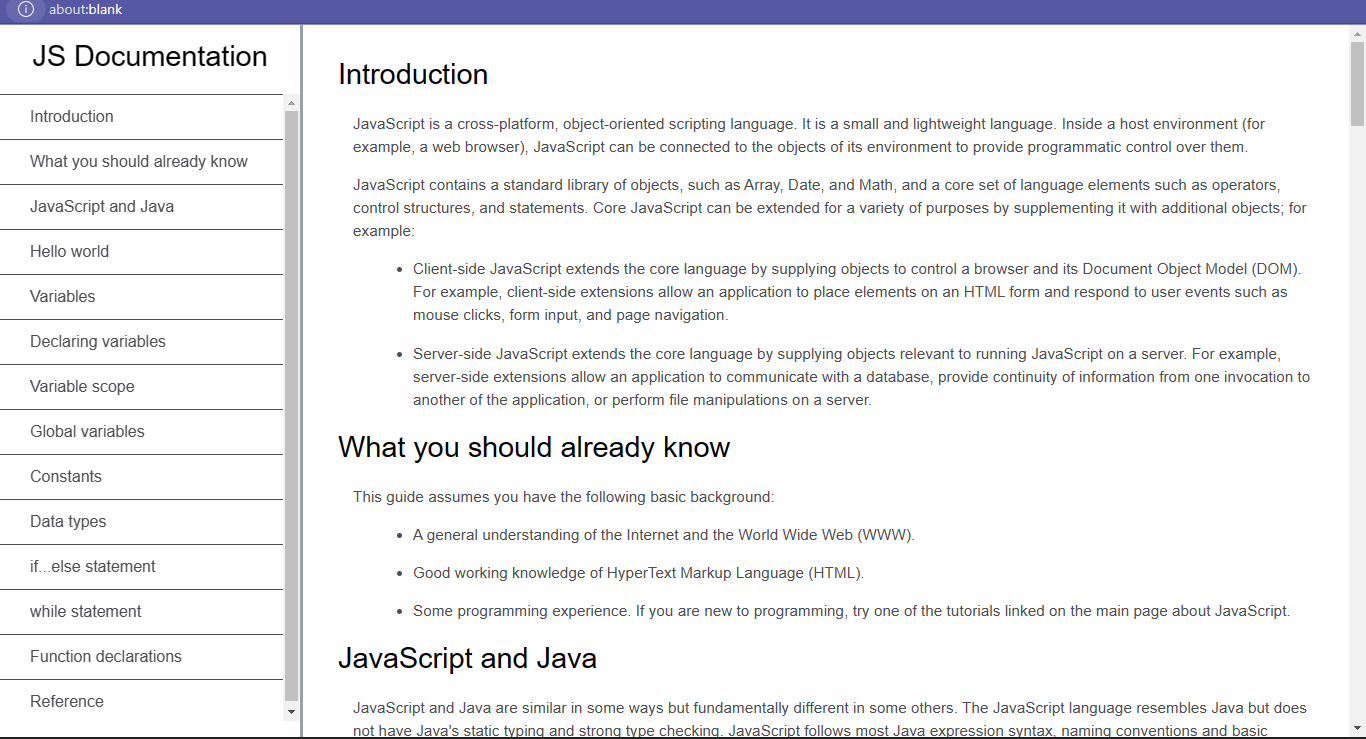 about:blank
JS Documentation
Introduction
What you should already know
JavaScript and Java
Hello world
Variables
Declaring variables
Variable scope
Global variables
Constants
Data types
if...else statement
while statement
Function declarations
Reference
Introduction
JavaScript is a cross-platform, object-oriented scripting language. It is a small and lightweight language. Inside a host environment (for
example, a web browser), JavaScript can be connected to the objects of its environment to provide programmatic control over them.
JavaScript contains a standard library of objects, such as Array, Date, and Math, and a core set of language elements such as operators,
control structures, and statements. Core JavaScript can be extended for a variety of purposes by supplementing it with additional objects; for
example:
• Client-side JavaScript extends the core language by supplying objects to control a browser and its Document Object Model (DOM).
For example, client-side extensions allow an application to place elements on an HTML form and respond to user events such as
mouse clicks, form input, and page navigation.
• Server-side JavaScript extends the core language by supplying objects relevant to running JavaScript on a server. For example,
server-side extensions allow an application to communicate with a database, provide continuity of information from one invocation to
another of the application, or perform file manipulations on a server.
What you should already know
This guide assumes you have the following basic background:
• A general understanding of the Internet and the World Wide Web (WWW).
• Good working knowledge of HyperText Markup Language (HTML).
• Some programming experience. If you are new to programming, try one of the tutorials linked on the main page about JavaScript.
JavaScript and Java
JavaScript and Java are similar in some ways but fundamentally different in some others. The JavaScript language resembles Java but does
not have Java's static typing and strong type checking. JavaScript follows most Java expression syntax, naming conventions and basic